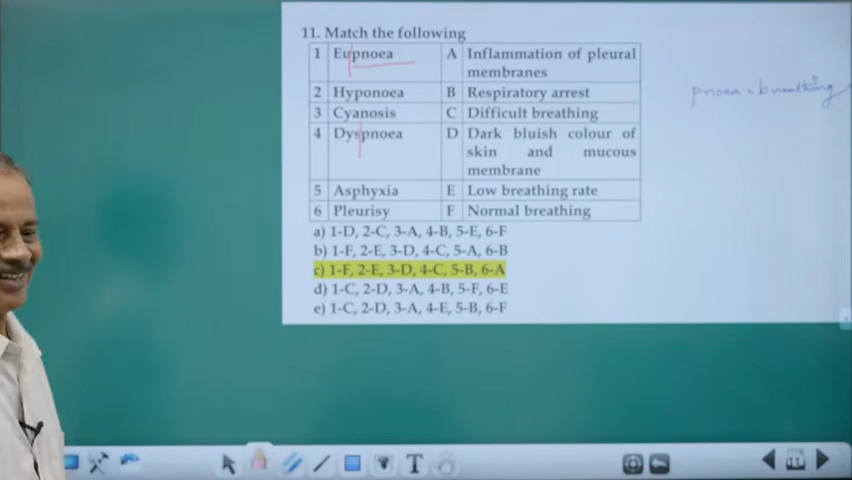 11. Match the following
1 Eupnoea A Inflammation of pleural
membranes
2 Hyponoea B Respiratory arrest
3 Cyanosis C Difficult breathing
4 Dyspnoea D Dark bluish colour of
skin and mucous
membrane
5 Asphyxia E Low breathing rate
6 Pleurisy F Normal breathing
a) 1-D, 2-C, 3-A, 4-B, 5-E, 6-F
b) 1-F, 2-E, 3-D, 4-C, 5-A, 6-B
c) 1-F, 2-E, 3-D, 4-C, 5-B, 6-A
d) 1-C, 2-D, 3-A, 4-B, 5-F, 6-E
e) 1-C, 2-D, 3-A, 4-E, 5-B, 6-F
pnoea = breathing
T
11